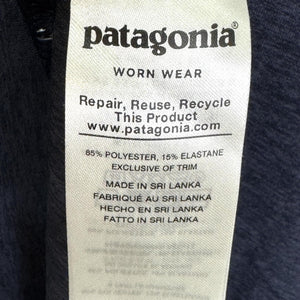 patagonia®
WORN WEAR
Repair, Reuse, Recycle
This Product
www.patagonia.com
85% POLYESTER, 15% ELASTANE
EXCLUSIVE OF TRIM
MADE IN SRI LANKA
FABRIQUÉ AU SRI LANKA
HECHO EN SRI LANKA
FATTO IN SRI LANKA